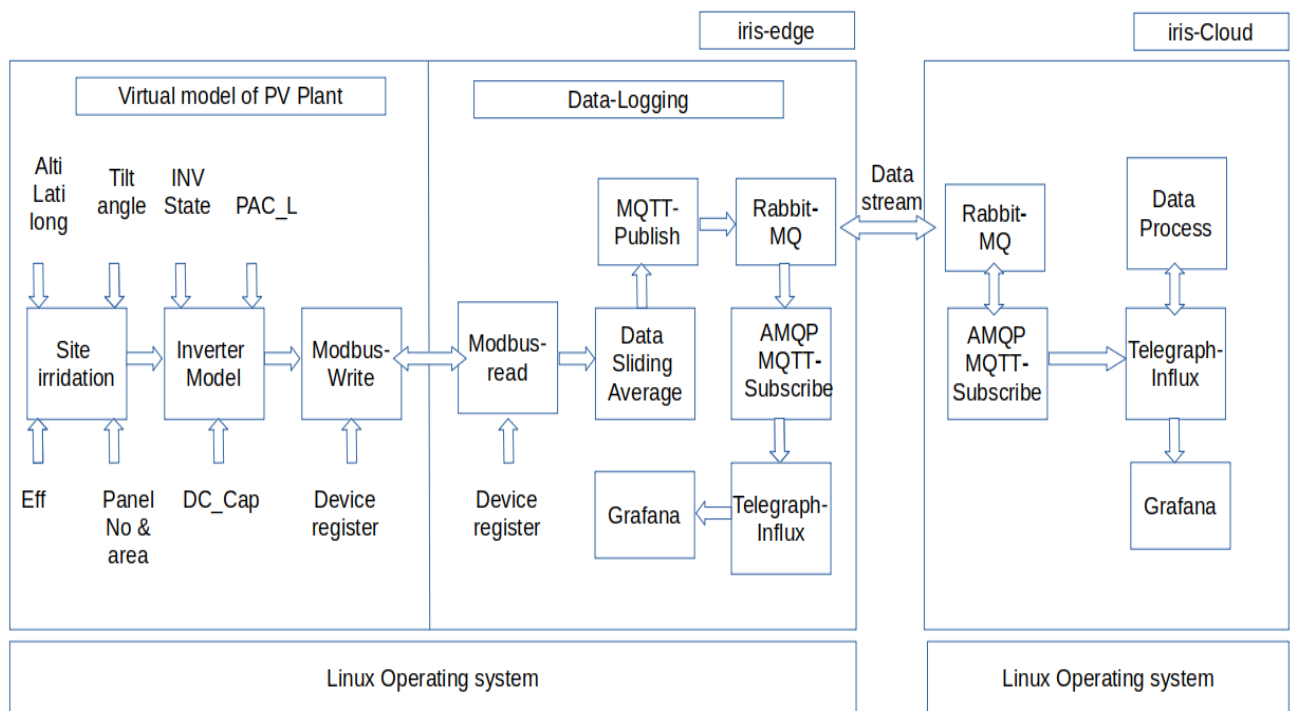 iris-edge
iris-Cloud
Virtual model of PV Plant
Data-Logging
Alti
Lati
long
Tilt
angle
INV
State
PAC_L
MQTT-
Publish
Rabbit-
MQ
Data
stream
Rabbit-
MQ
Data
Process
Site
irridation
Inverter
Model
Modbus-
Write
Modbus-
read
Data
Sliding
Average
AMQP
MQTT-
Subscribe
AMQP
MQTT-
Subscribe
Telegraph-
Influx
Eff
Panel
No &
area
DC_Cap
Device
register
Device
register
Grafana
Telegraph-
Influx
Grafana
Linux Operating system
Linux Operating system